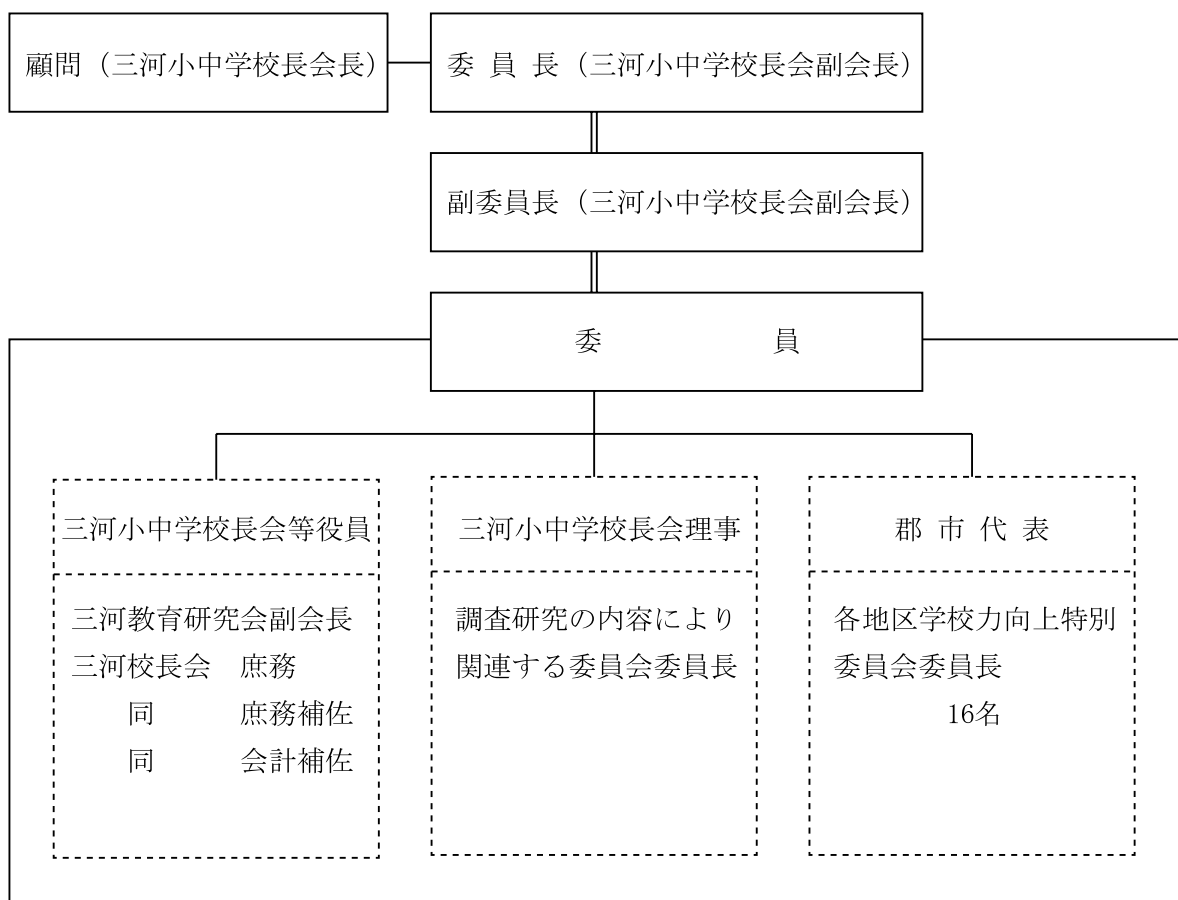 顧問（三河小中学校長会長）
委 員 長（三河小中学校長会副会長）
副委員長（三河小中学校長会副会長）
委　　　　　　員
三河小中学校長会等役員
三河教育研究会副会長
三河校長会　庶務
同　　　庶務補佐
同　　　会計補佐
三河小中学校長会理事
調査研究の内容により
関連する委員会委員長
郡 市 代 表
各地区学校力向上特別
委員会委員長
16名